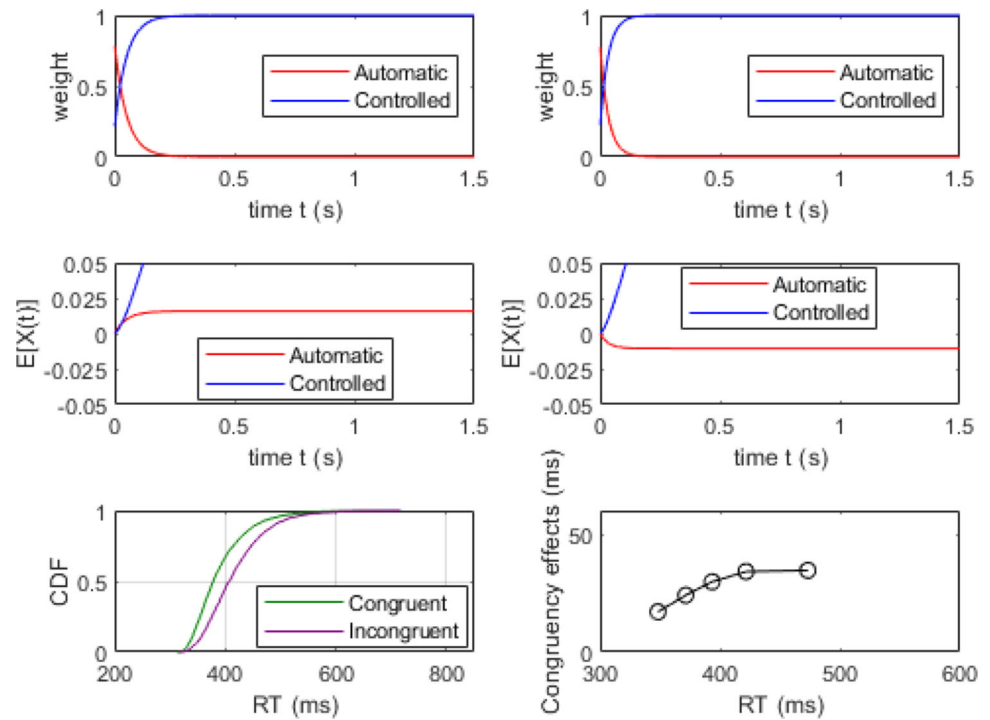 weight
1
0.5
0
Automatic
Controlled
0 0.5 1 1.5
time t (s)
weight
1
0.5
0
Automatic
Controlled
0 0.5 1 1.5
time t (s)
E[X(t)]
0.05
0.025
0
-0.025
-0.05
Automatic
Controlled
0 0.5 1 1.5
time t (s)
E[X(t)]
0.05
0.025
0
-0.025
-0.05
Automatic
Controlled
0 0.5 1 1.5
time t (s)
CDF
1
0.5
0
Congruent
Incongruent
200 400 600 800
RT (ms)
Congruency effects (ms)
50
0
300 400 500 600
RT (ms)